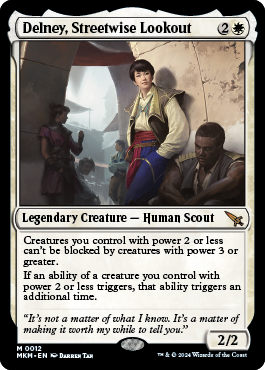 Delney, Streetwise Lookout 2
Legendary Creature — Human Scout
Creatures you control with power 2 or less
can't be blocked by creatures with power 3 or
greater.
If an ability of a creature you control with
power 2 or less triggers, that ability triggers an
additional time.
“It's not a matter of what I know. It's a matter of
making it worth my while to tell you.”
2/2
M 0012
MKM • EN Darren Tan
™ & © 2024 Wizards of the Coast